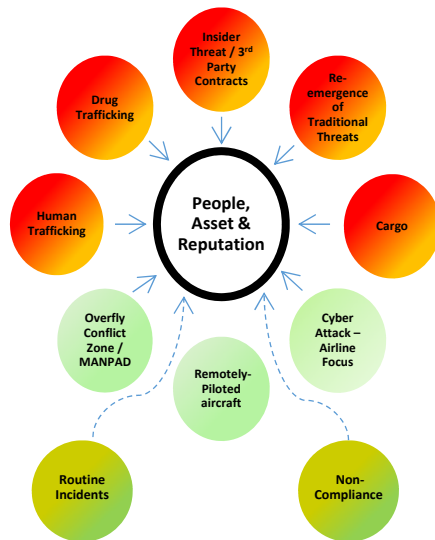 Insider
Threat / 3rd
Party
Contracts
Drug
Trafficking
Re-
emergence
of
Traditional
Threats
People,
Asset &
Reputation
Human
Trafficking
Cargo
Overfly
Conflict
Zone /
MANPAD
Cyber
Attack –
Airline
Focus
Remotely-
Piloted
aircraft
Routine
Incidents
Non-
Compliance